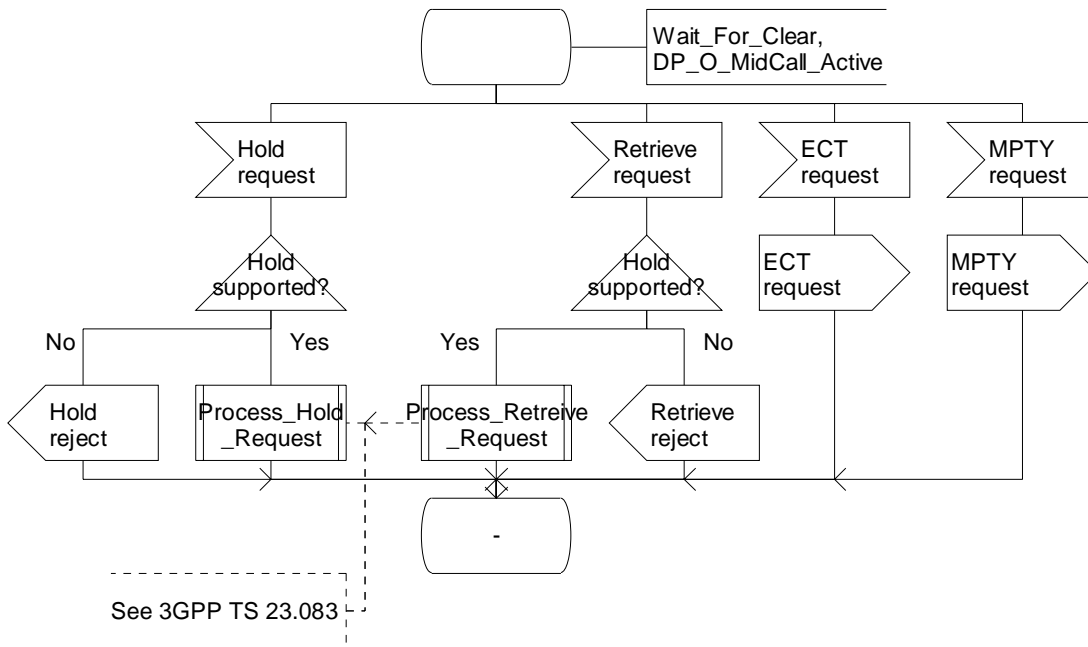 Wait_For_Clear,
DP_O_MidCall_Active
Hold
request
Retrieve
request
ECT
request
MPTY
request
Hold
supported?
Hold
supported?
ECT
request
MPTY
request
No
Yes
Yes
No
Hold
reject
Process_Hold
_Request
Process_Retreive
_Request
Retrieve
reject
-
See 3GPP TS 23.083